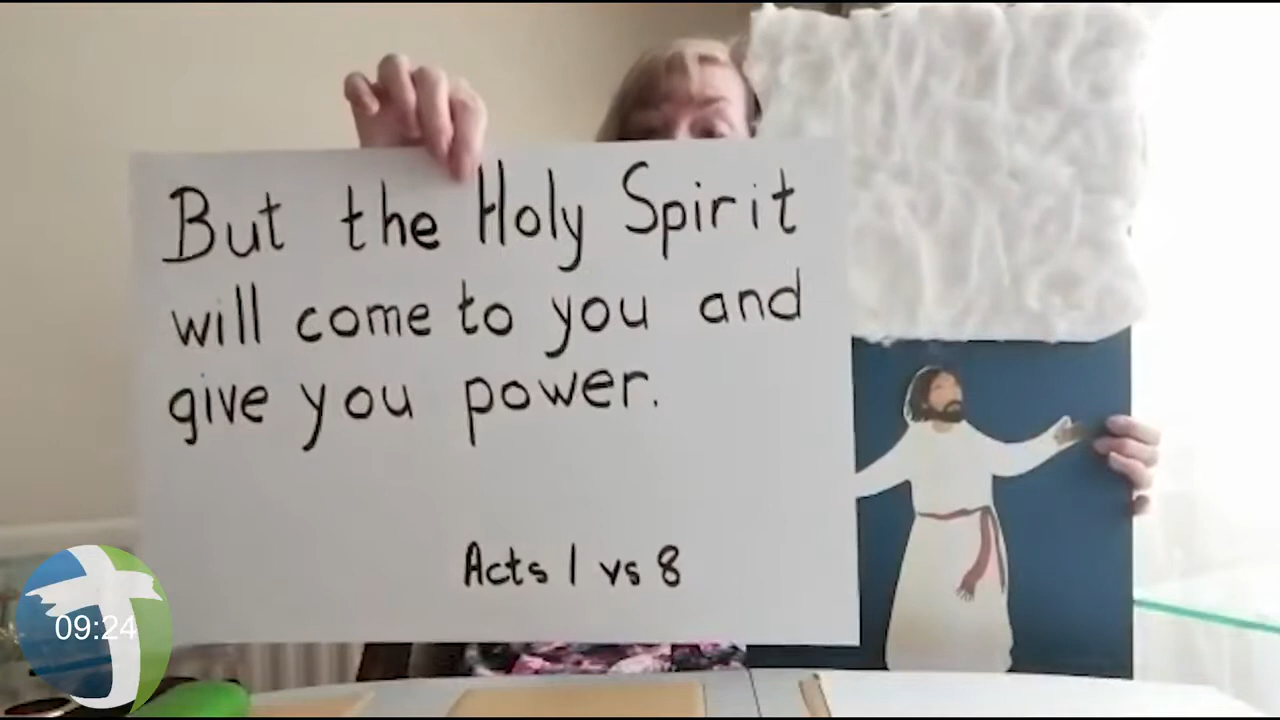 But the Holy Spirit
will come to you and
give you power.
Acts 1 vs 8
09:24